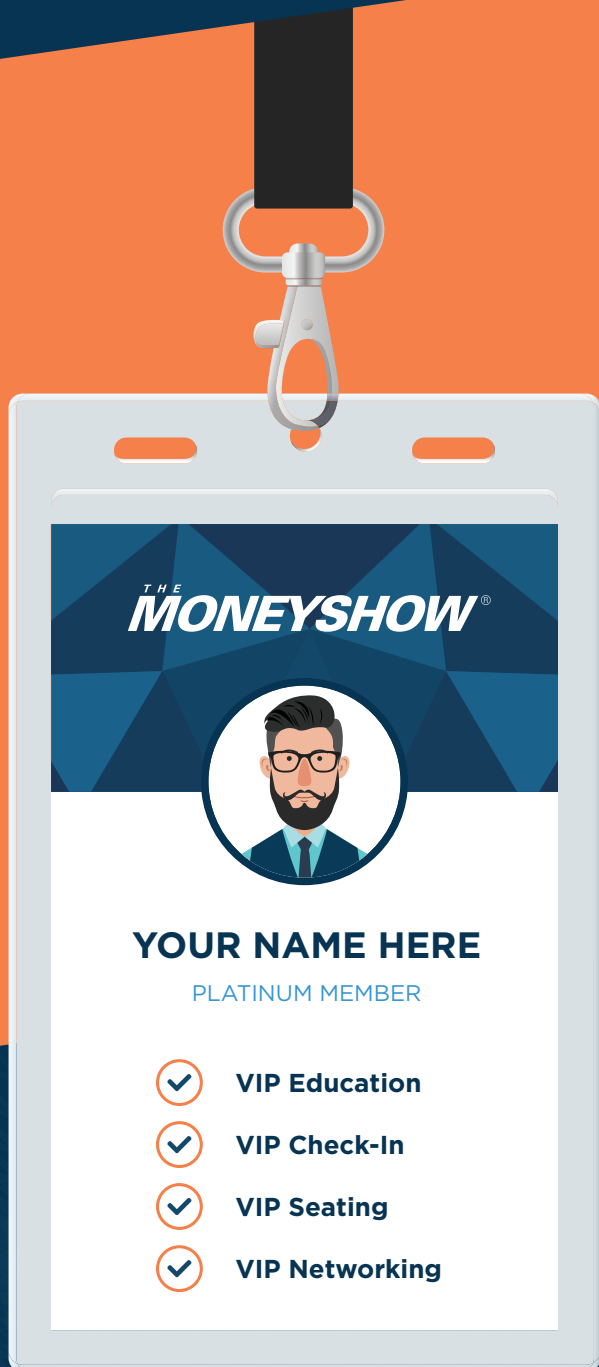 THE
MONEYSHOW®
YOUR NAME HERE
PLATINUM MEMBER
VIP Education
VIP Check-In
VIP Seating
VIP Networking